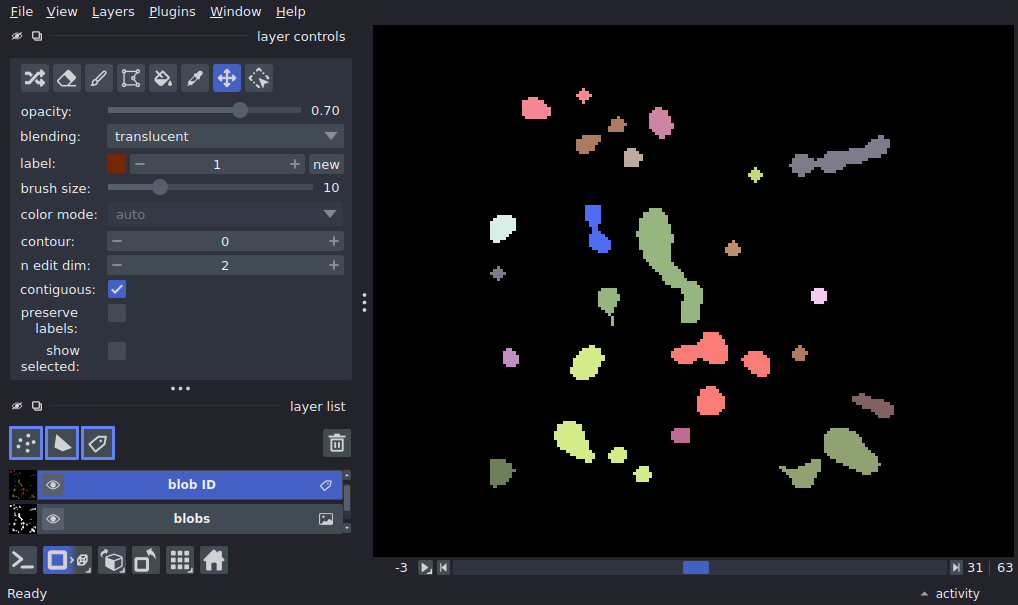 File View Layers Plugins Window Help
layer controls
opacity: 0.70
blending: translucent
label: 1 new
brush size: 10
color mode: auto
contour: 0
n edit dim: 2
contiguous:
preserve
labels:
show
selected:
layer list
blob ID
blobs
-3 31 63
Ready activity